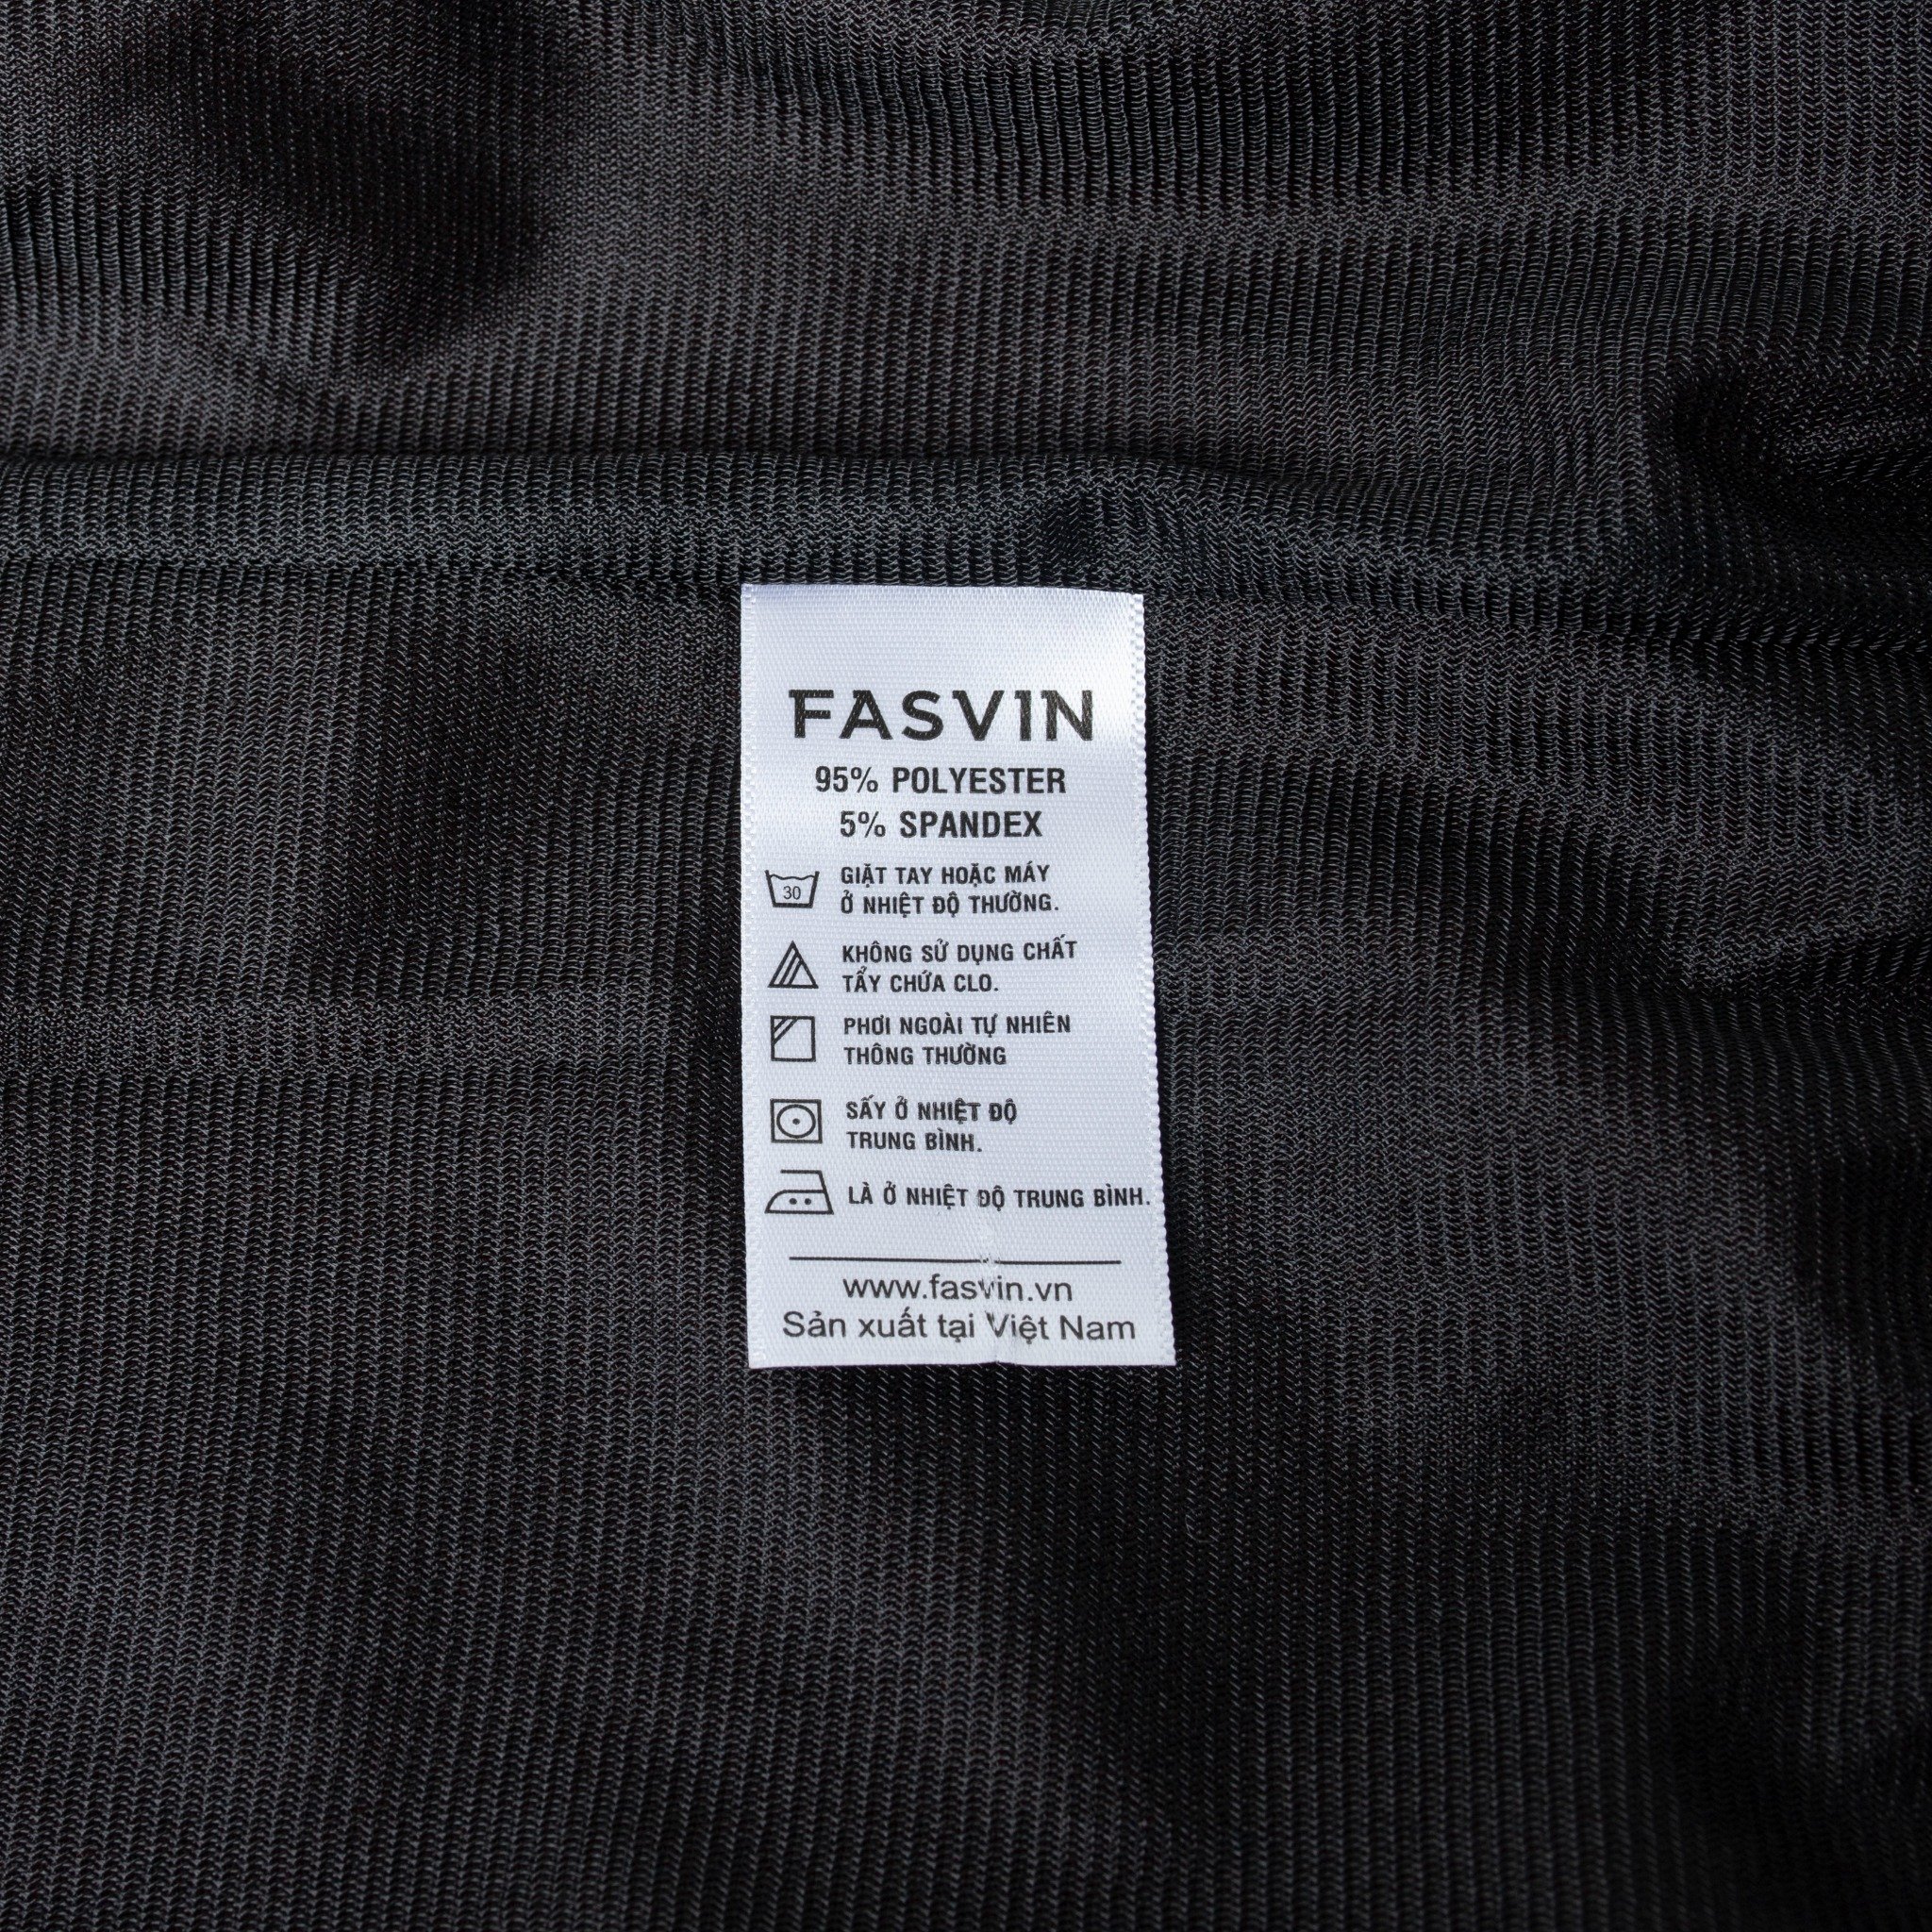 FASVIN
95% POLYESTER
5% SPANDEX
30
GIẶT TAY HOẶC MÁY
Ở NHIỆT ĐỘ THƯỜNG.
KHÔNG SỬ DỤNG CHẤT
TẨY CHỨA CLO.
PHƠI NGOÀI TỰ NHIÊN
THÔNG THƯỜNG
SẤY Ở NHIỆT ĐỘ
TRUNG BÌNH.
LÀ Ở NHIỆT ĐỘ TRUNG BÌNH.
www.fasvin.vn
Sản xuất tại Việt Nam